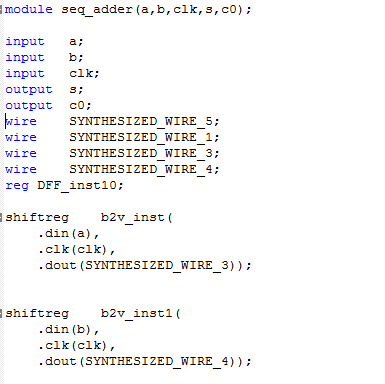 module seq_adder(a,b,clk,s,c0);
input a;
input b;
input clk;
output s;
output c0;
wire SYNTHESIZED_WIRE_5;
wire SYNTHESIZED_WIRE_1;
wire SYNTHESIZED_WIRE_3;
wire SYNTHESIZED_WIRE_4;
reg DFF_inst10;
shiftreg b2v_inst(
.din(a),
.clk(clk),
.dout(SYNTHESIZED_WIRE_3));
shiftreg b2v_inst1(
.din(b),
.clk(clk),
.dout(SYNTHESIZED_WIRE_4));